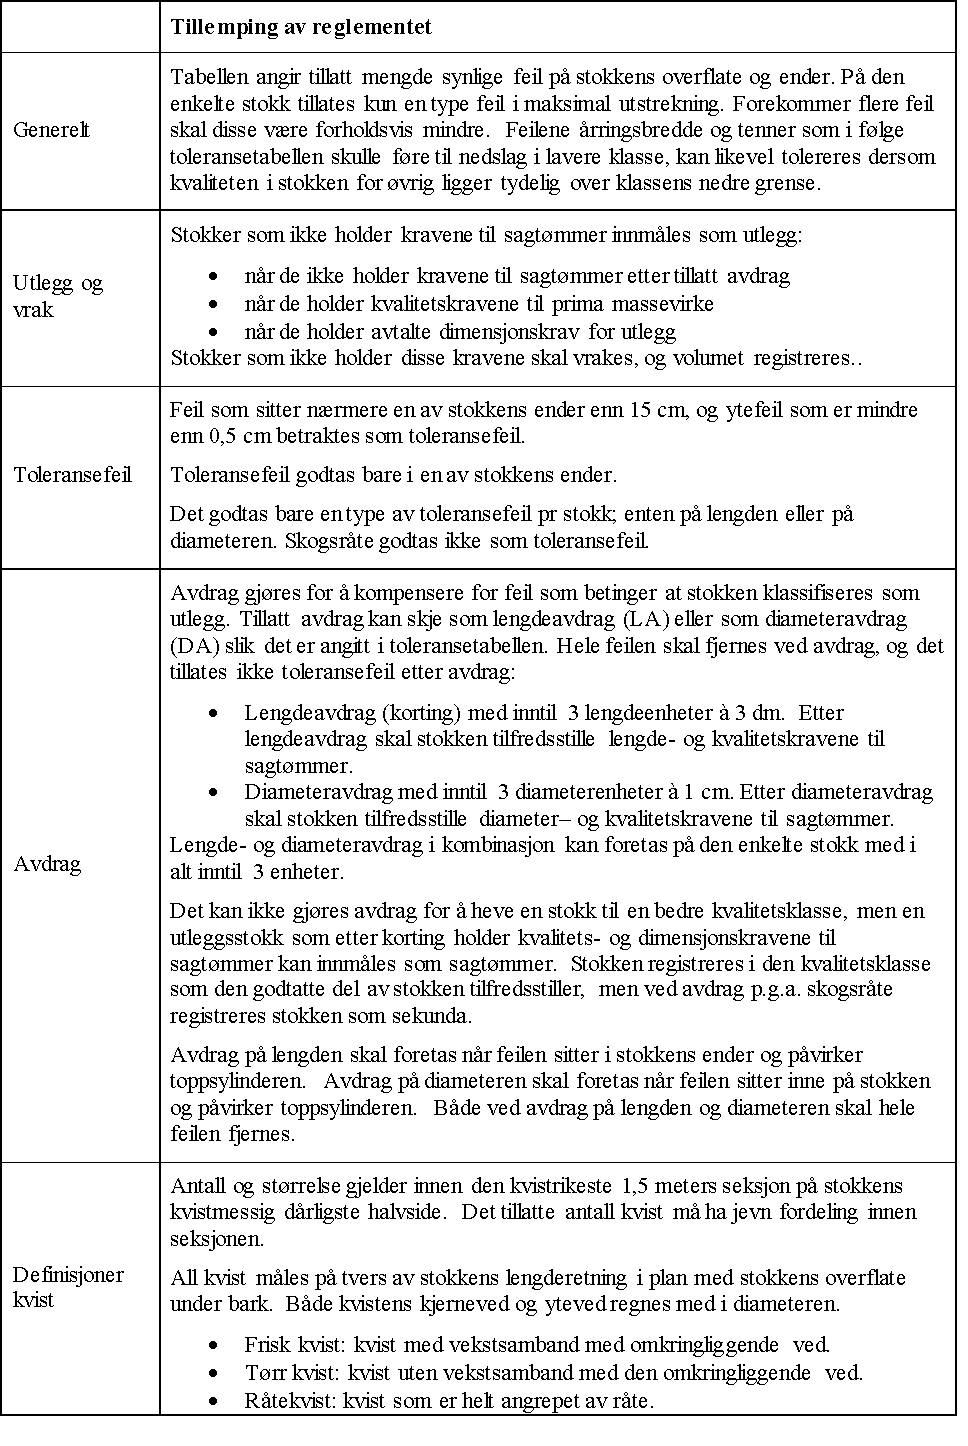 Tillemping av reglementet
Generelt
Tabellen angir tillatt mengde synlige feil på stokkens overflate og ender. På den
enkelte stokk tillates kun en type feil i maksimal utstrekning. Forekommer flere feil
skal disse være forholdsvis mindre. Feilene årringsbredde og tenner som i følge
toleransetabellen skulle føre til nedslag i lavere klasse, kan likevel tolereres dersom
kvaliteten i stokken for øvrig ligger tydelig over klassens nedre grense.
Utlegg og
vrak
Stokker som ikke holder kravene til sagtømmer innmåles som utlegg:
• når de ikke holder kravene til sagtømmer etter tillatt avdrag
• når de holder kvalitetskravene til prima massevirke
• når de holder avtalte dimensjonskrav for utlegg
Stokker som ikke holder disse kravene skal vrakes, og volumet registreres..
Toleransefeil
Feil som sitter nærmere en av stokkens ender enn 15 cm, og ytefeil som er mindre
enn 0,5 cm betraktes som toleransefeil.
Toleransefeil godtas bare i en av stokkens ender.
Det godtas bare en type av toleransefeil pr stokk; enten på lengden eller på
diameteren. Skogsråte godtas ikke som toleransefeil.
Avdrag
Avdrag gjøres for å kompensere for feil som betinger at stokken klassifiseres som
utlegg. Tillatt avdrag kan skje som lengdeavdrag (LA) eller som diameteravdrag
(DA) slik det er angitt i toleransetabellen. Hele feilen skal fjernes ved avdrag, og det
tillates ikke toleransefeil etter avdrag:
• Lengdeavdrag (korting) med inntil 3 lengdeenheter à 3 dm. Etter
lengdeavdrag skal stokken tilfredsstille lengde- og kvalitetskravene til
sagtømmer.
• Diameteravdrag med inntil 3 diameterenheter à 1 cm. Etter diameteravdrag
skal stokken tilfredsstille diameter– og kvalitetskravene til sagtømmer.
Lengde- og diameteravdrag i kombinasjon kan foretas på den enkelte stokk med i
alt inntil 3 enheter.
Det kan ikke gjøres avdrag for å heve en stokk til en bedre kvalitetsklasse, men en
utleggsstokk som etter korting holder kvalitets- og dimensjonskravene til
sagtømmer kan innmåles som sagtømmer. Stokken registreres i den kvalitetsklasse
som den godtatte del av stokken tilfredsstiller, men ved avdrag p.g.a. skogsråte
registreres stokken som sekunda.
Avdrag på lengden skal foretas når feilen sitter i stokkens ender og påvirker
toppsylinderen. Avdrag på diameteren skal foretas når feilen sitter inne på stokken
og påvirker toppsylinderen. Både ved avdrag på lengden og diameteren skal hele
feilen fjernes.
Definisjoner
kvist
Antall og størrelse gjelder innen den kvistrikeste 1,5 meters seksjon på stokkens
kvistmessig dårligste halvside. Det tillatte antall kvist må ha jevn fordeling innen
seksjonen.
All kvist måles på tvers av stokkens lengderetning i plan med stokkens overflate
under bark. Både kvistens kjerneved og yteved regnes med i diameteren.
• Frisk kvist: kvist med vekstsamband med omkringliggende ved.
• Tørr kvist: kvist uten vekstsamband med den omkringliggende ved.
• Råtekvist: kvist som er helt angrepet av råte.